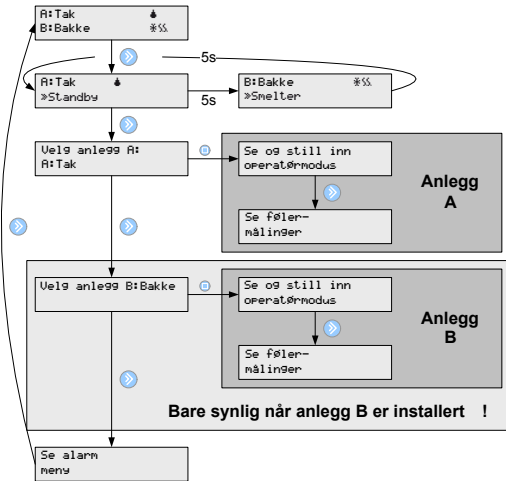 A:Tak
B:Bakke
5s
A:Tak
»Standby
5s
B:Bakke
»Smelter
Velg anlegg A:
A:Tak
Se og still inn
operatørmodus
Anlegg
A
Se føler-
målinger
Velg anlegg B:Bakke
Se og still inn
operatørmodus
Anlegg
B
Se føler-
målinger
Bare synlig når anlegg B er installert !
Se alarm
meny